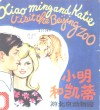 Xiao ming and Katie
Visit the Beijing Zoo
小明
和凯蒂